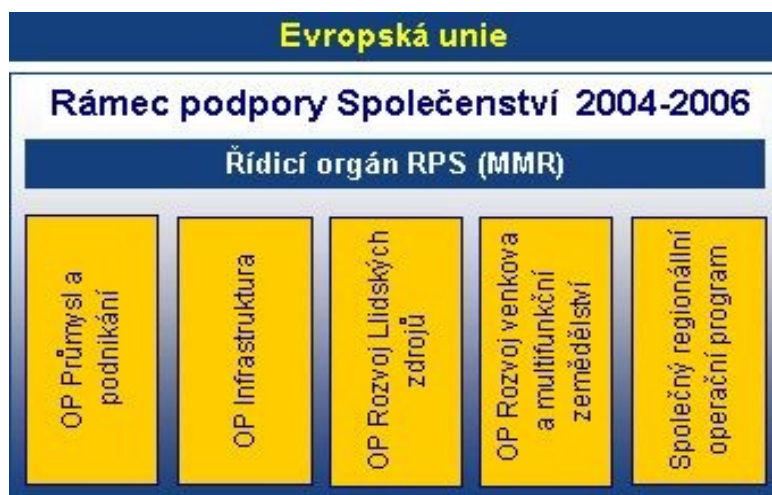 Evropská unie
Rámec podpory Společenství 2004-2006
Řídicí orgán RPS (MMR)
OP Průmysl a
podnikání
OP Infrastruktura
OP Rozvoj Llidských
zdrojů
OP Rozvoj venkova
a multifunkční
zemědělství
Společný regionállní
operační program